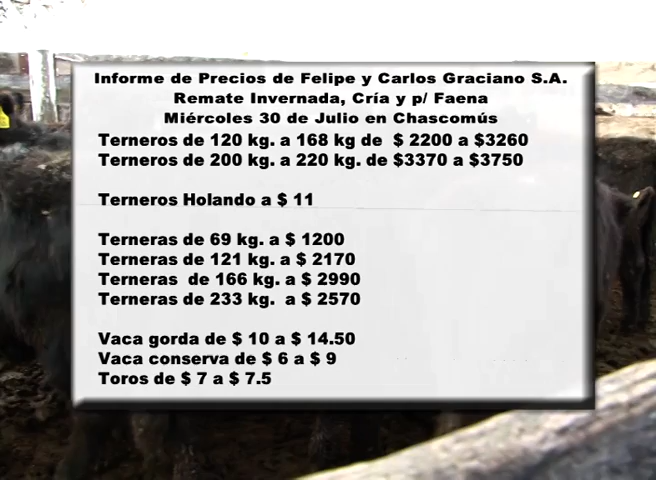 Informe de Precios de Felipe y Carlos Graciano S.A.
Remate Invernada, Cría y p/ Faena
Miércoles 30 de Julio en Chascomús
Terneros de 120 kg. a 168 kg de $ 2200 a $3260
Terneros de 200 kg. a 220 kg. de $3370 a $3750
Terneros Holando a $ 11
Terneras de 69 kg. a $ 1200
Terneras de 121 kg. a $ 2170
Terneras de 166 kg. a $ 2990
Terneras de 233 kg. a $ 2570
Vaca gorda de $ 10 a $ 14.50
Vaca conserva de $ 6 a $ 9
Toros de $ 7 a $ 7.5